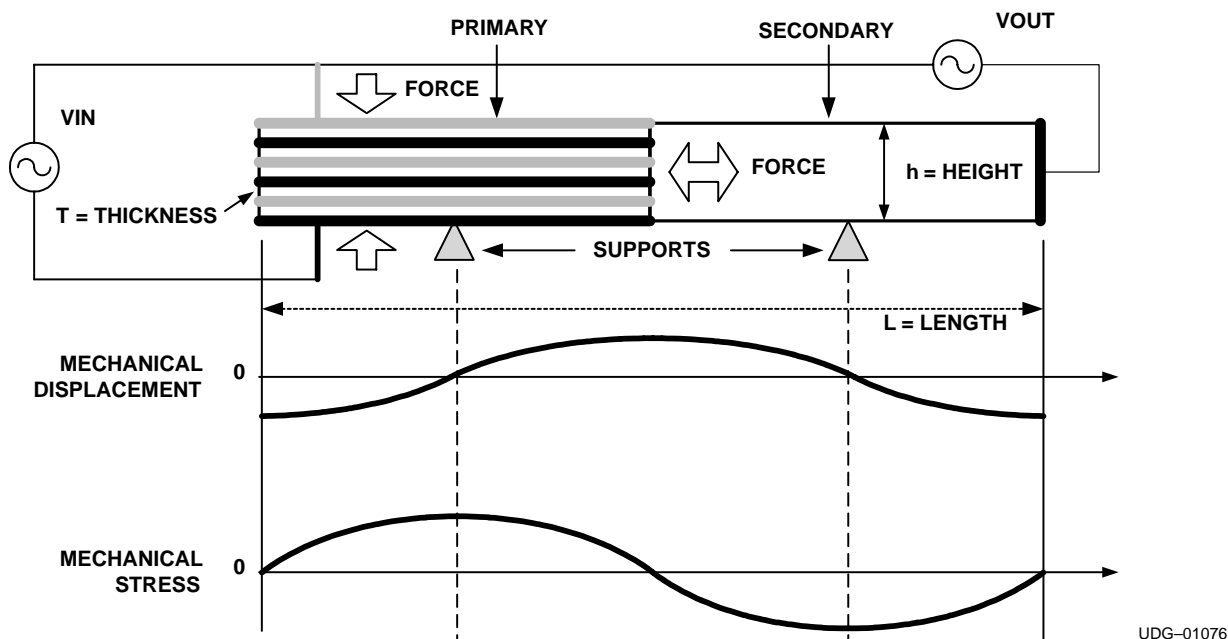 PRIMARY
SECONDARY
VOUT
FORCE
VIN
FORCE
h = HEIGHT
T = THICKNESS
SUPPORTS
L = LENGTH
MECHANICAL
DISPLACEMENT
0
MECHANICAL
STRESS
0
UDG–01076